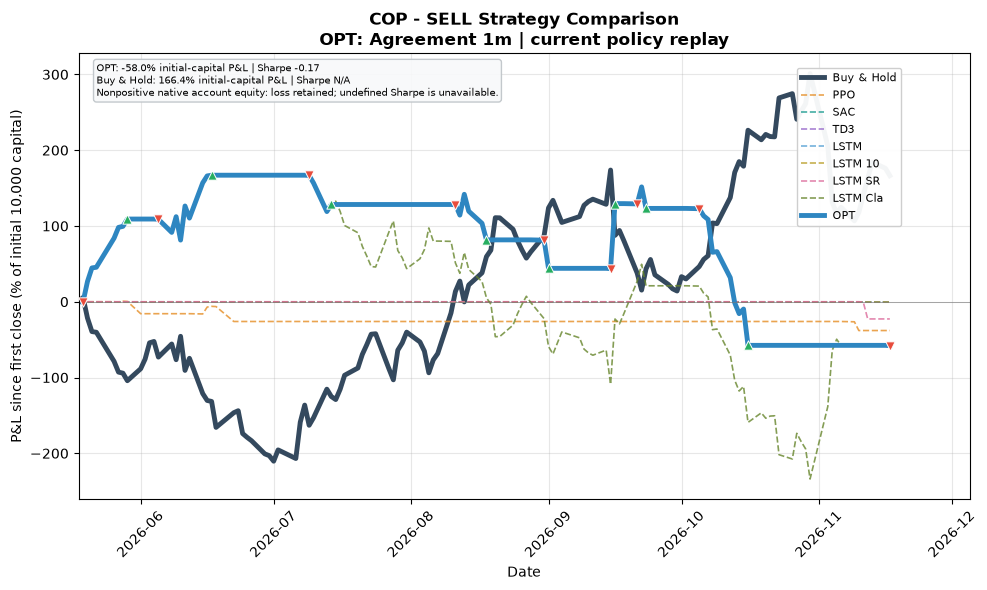 COP - SELL Strategy Comparison
OPT: Agreement 1m | current policy replay
OPT: -58.0% initial-capital P&L | Sharpe -0.17
Buy & Hold: 166.4% initial-capital P&L | Sharpe N/A
Nonpositive native account equity: loss retained; undefined Sharpe is unavailable.
Buy & Hold
PPO
SAC
TD3
LSTM
LSTM 10
LSTM SR
LSTM Cla
OPT
P&L since first close (% of initial 10,000 capital)
300
200
100
0
−100
−200
2026-06
2026-07
2026-08
2026-09
2026-10
2026-11
2026-12
Date